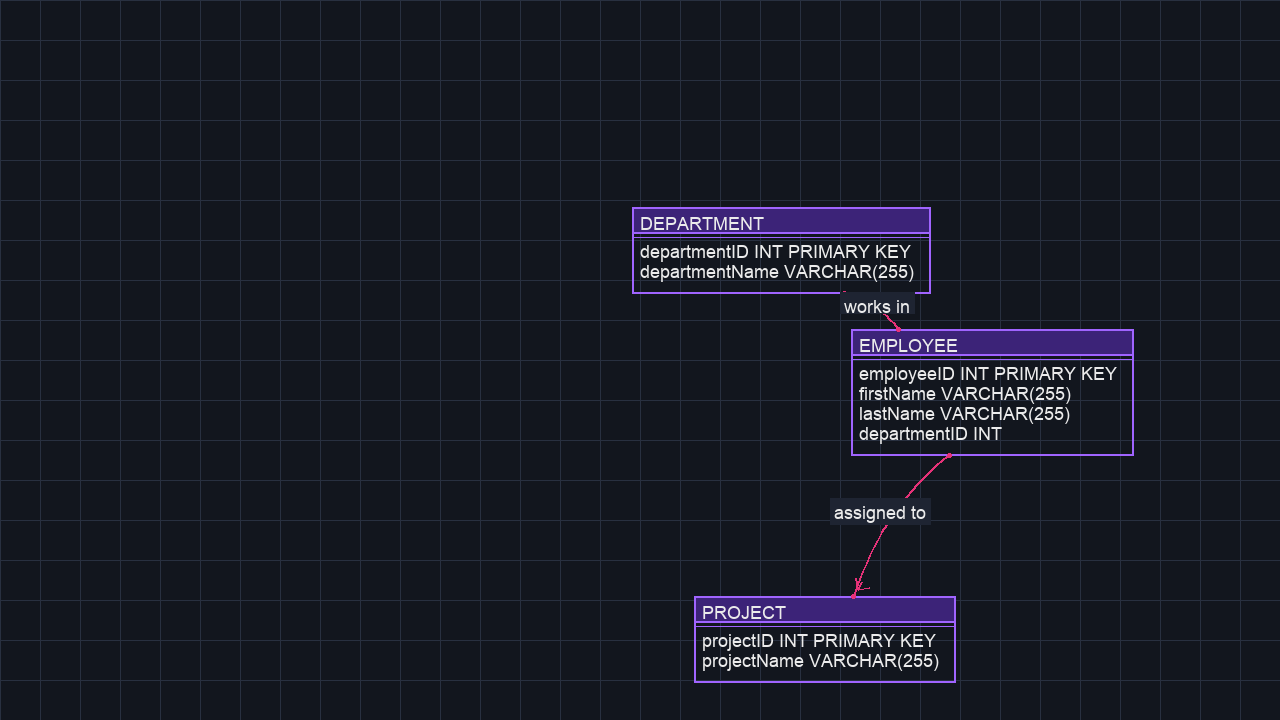 DEPARTMENT
departmentID INT PRIMARY KEY
departmentName VARCHAR(255)
works in
EMPLOYEE
employeeID INT PRIMARY KEY
firstName VARCHAR(255)
lastName VARCHAR(255)
departmentID INT
assigned to
PROJECT
projectID INT PRIMARY KEY
projectName VARCHAR(255)